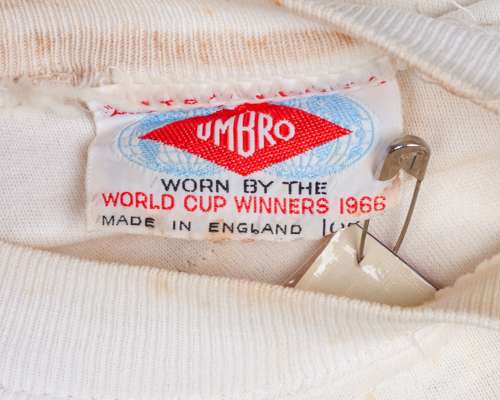 UMBRO
WORN BY THE
WORLD CUP WINNERS 1966
MADE IN ENGLAND